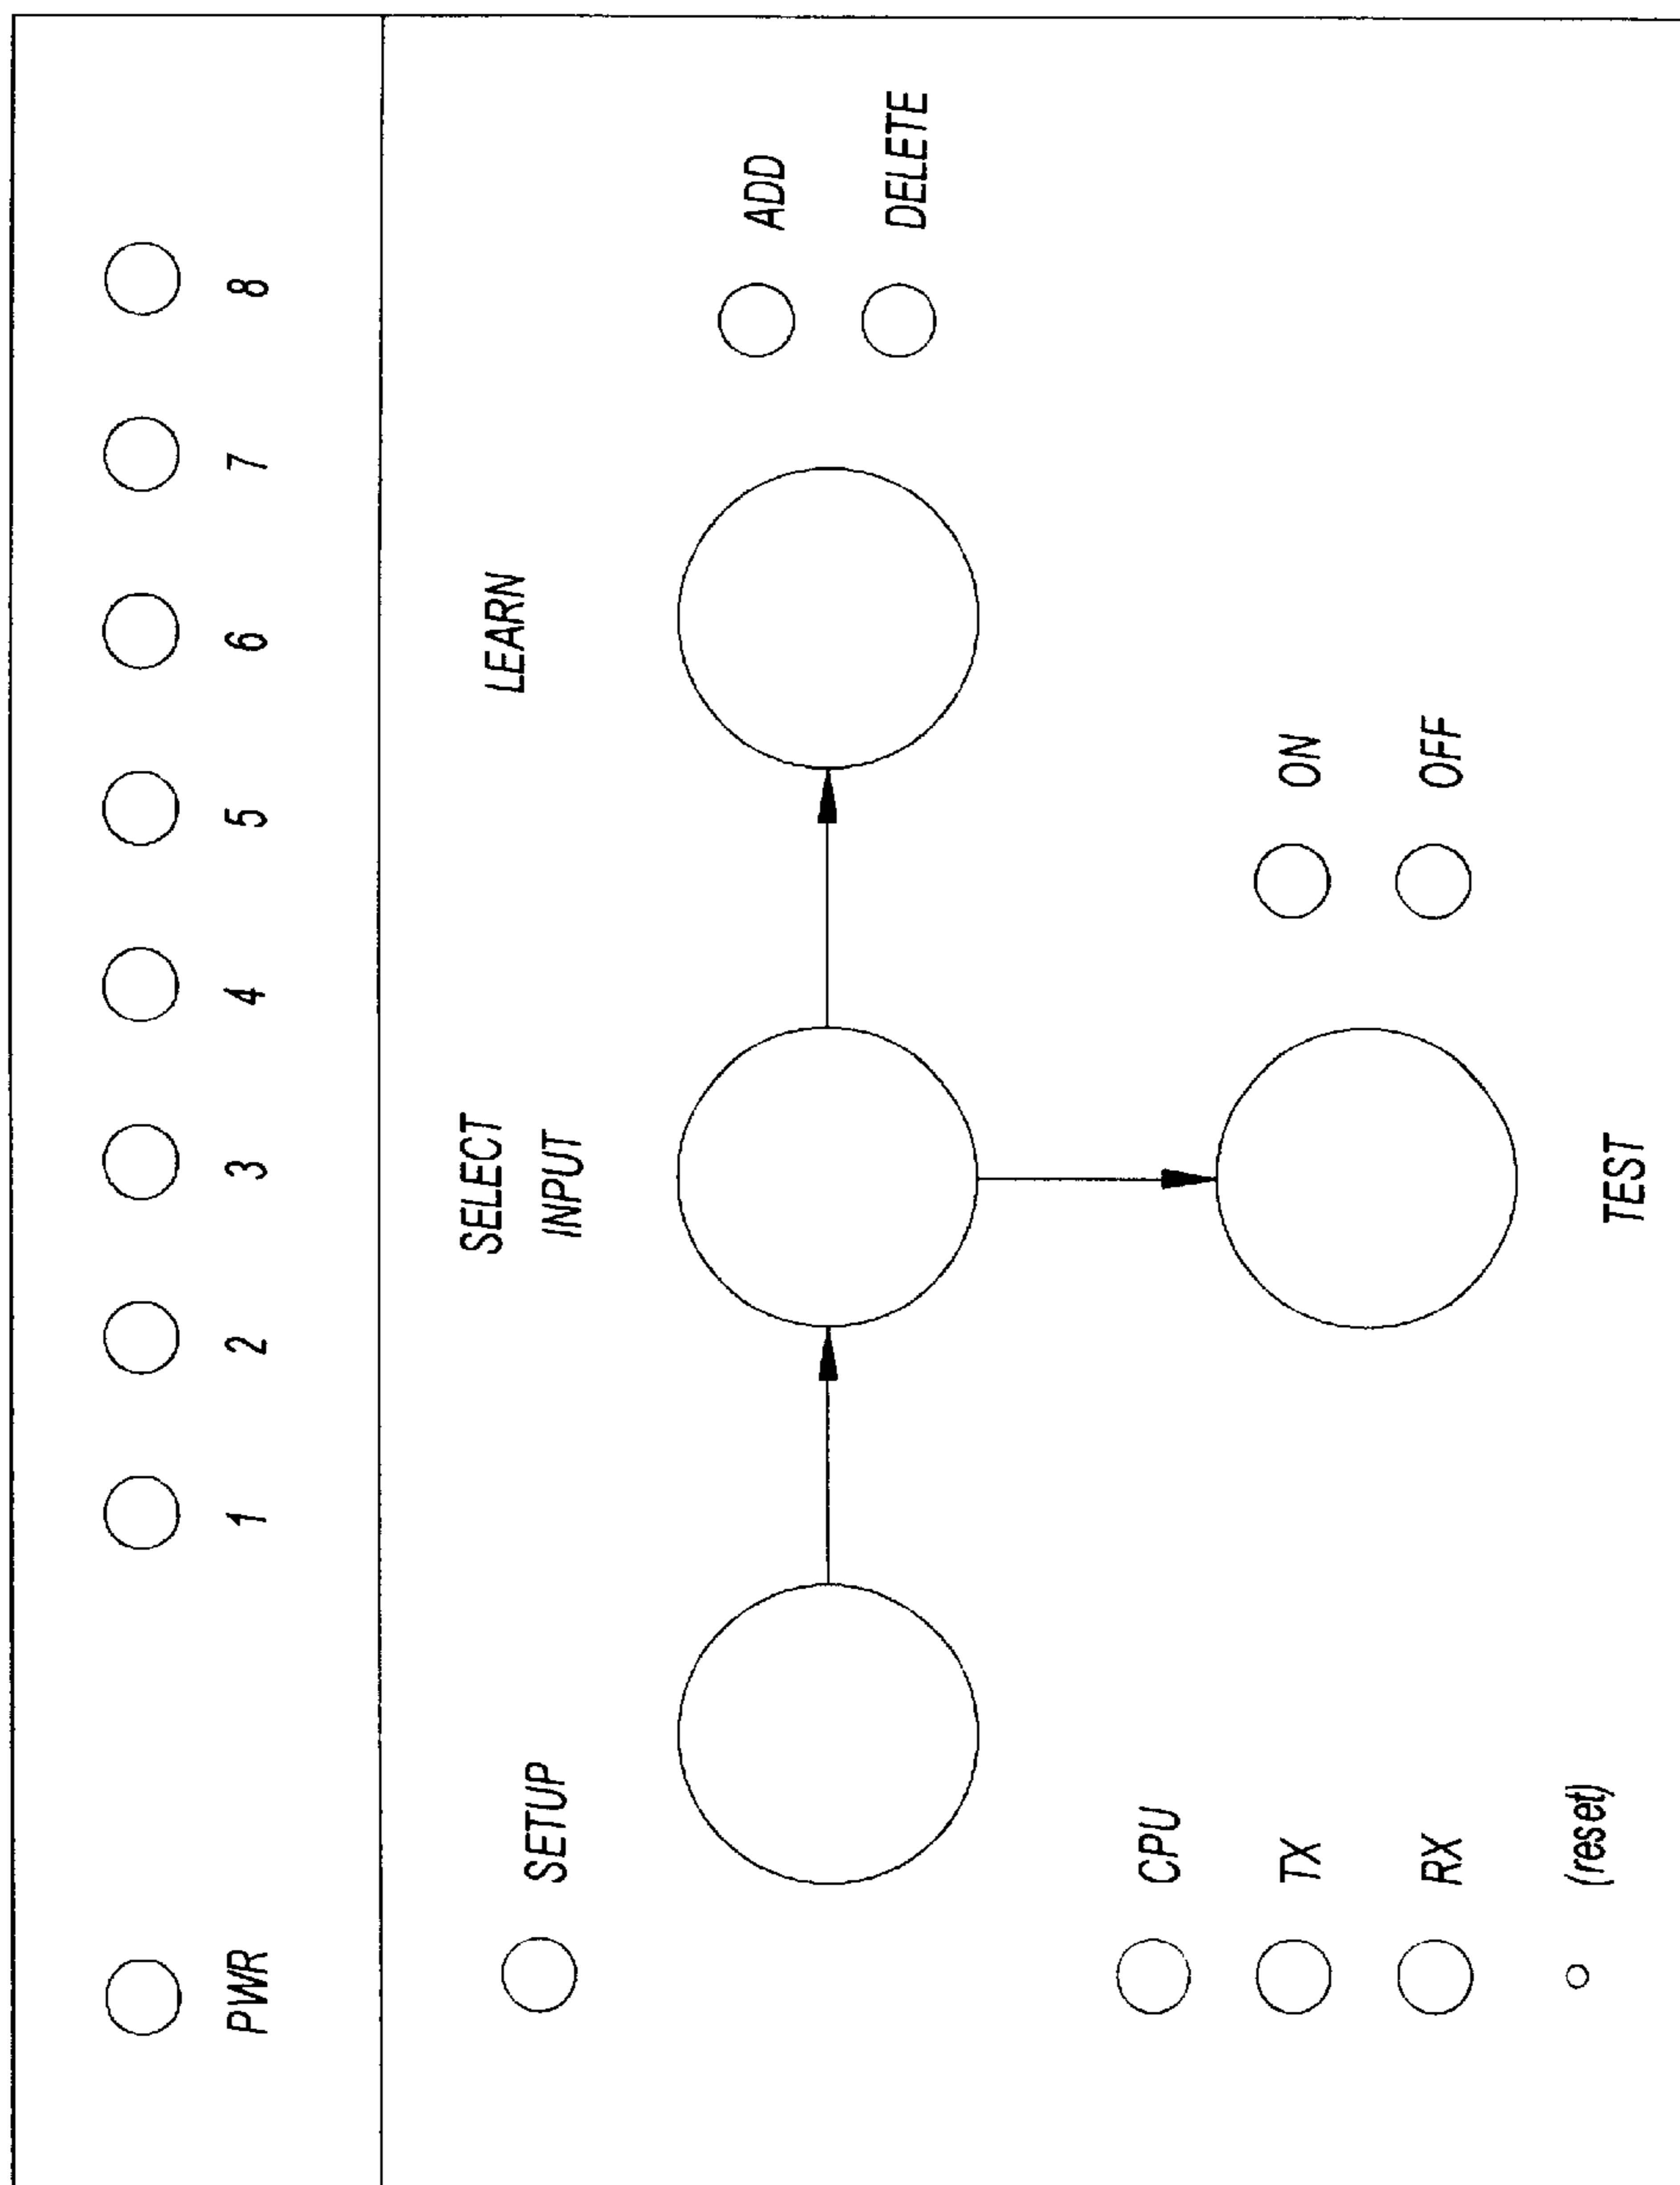 PWR 1 2 3 4 5 6 7 8
SELECT
INPUT
LEARN
SETUP
ADD
DELETE
CPU
TX
RX
(reset)
ON
OFF
TEST